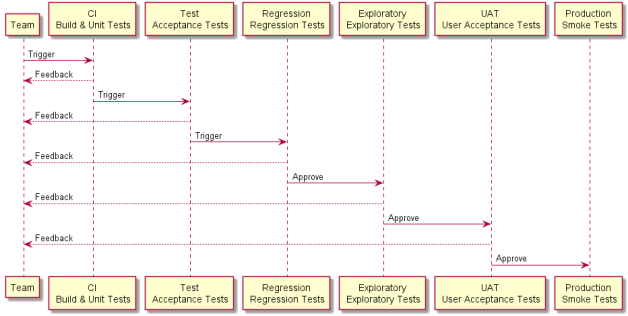 Team
CI
Build & Unit Tests
Test
Acceptance Tests
Regression
Regression Tests
Exploratory
Exploratory Tests
UAT
User Acceptance Tests
Production
Smoke Tests
Trigger
Feedback
Trigger
Feedback
Trigger
Feedback
Approve
Feedback
Approve
Feedback
Approve
Team
CI
Build & Unit Tests
Test
Acceptance Tests
Regression
Regression Tests
Exploratory
Exploratory Tests
UAT
User Acceptance Tests
Production
Smoke Tests